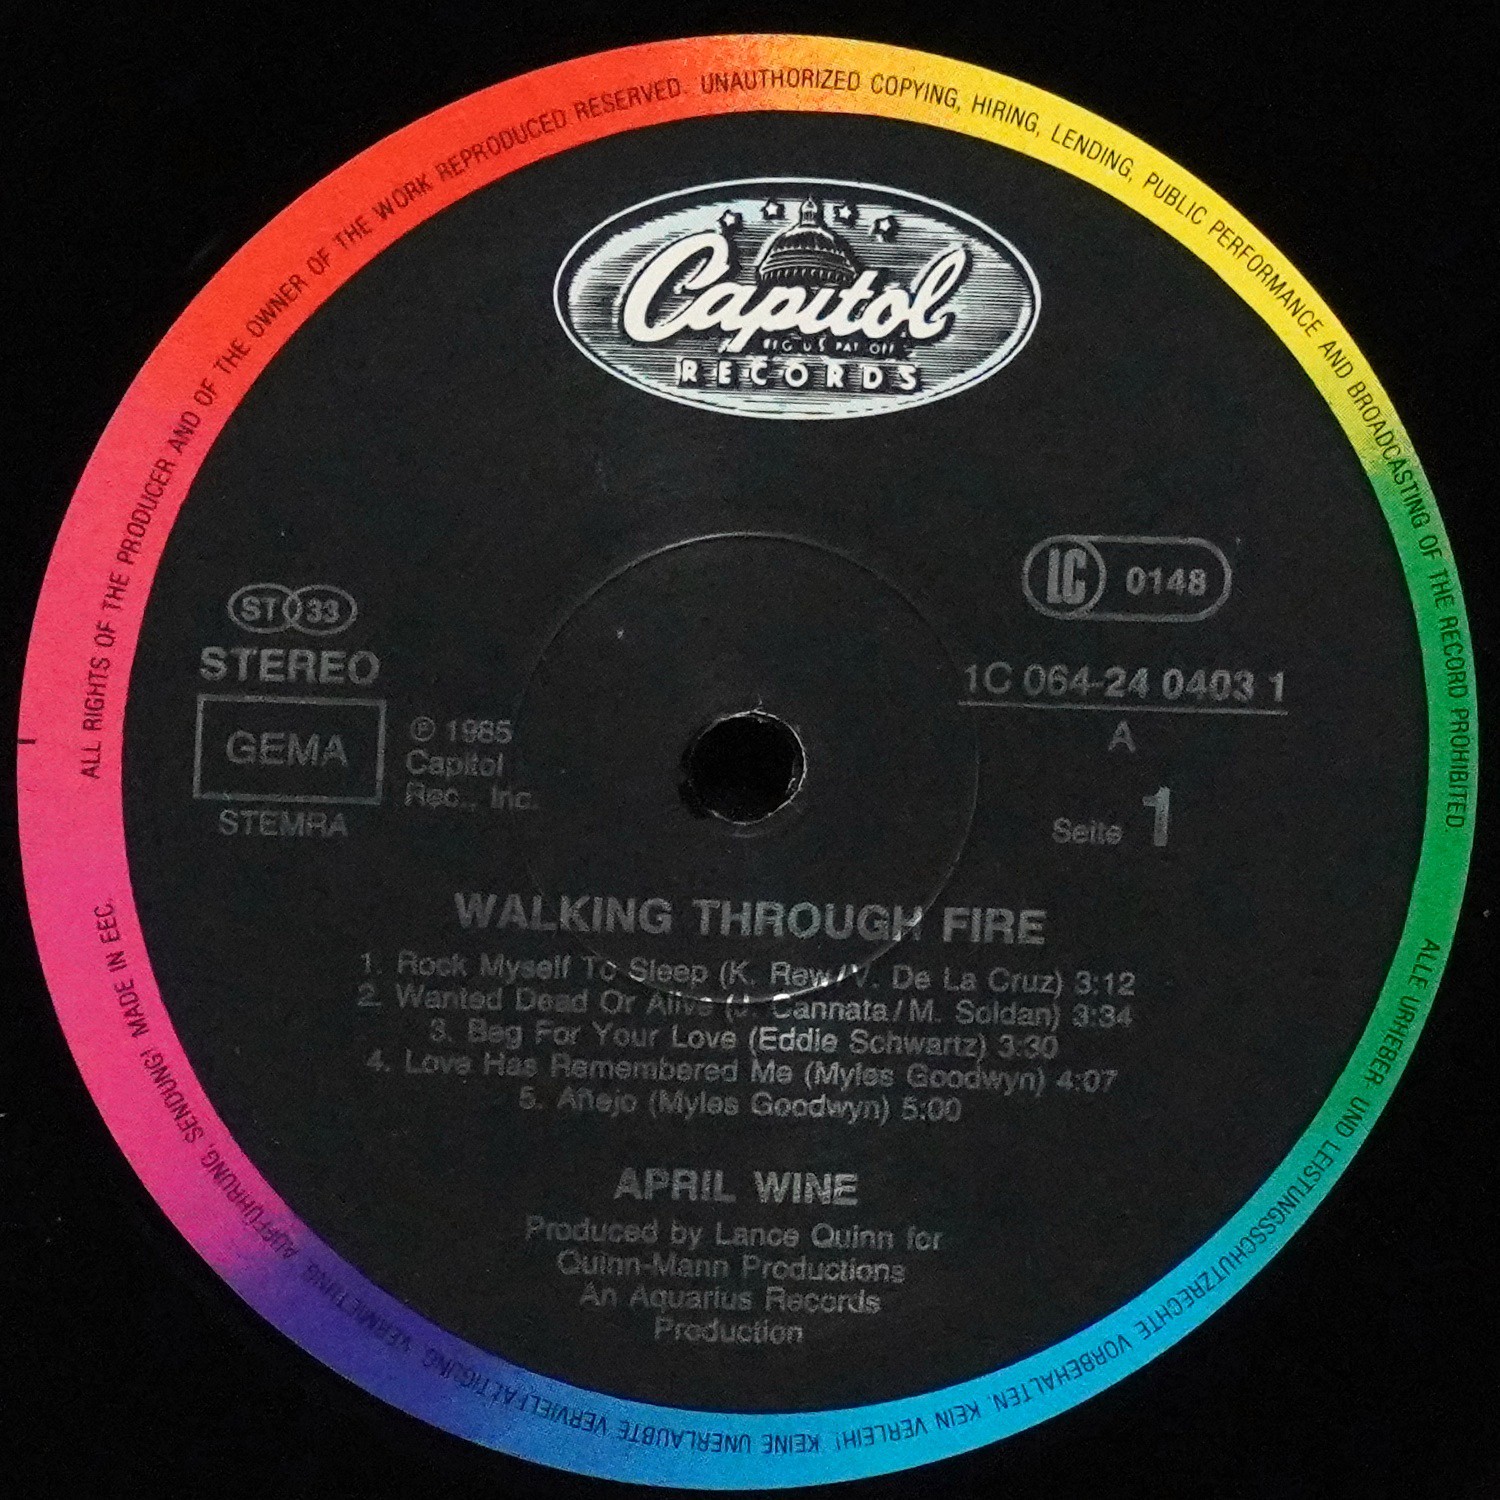 ALL RIGHTS OF THE PRODUCER AND OF THE OWNER OF THE WORK REPRODUCED RESERVED. UNAUTHORIZED COPYING, HIRING, LENDING, PUBLIC PERFORMANCE AND BROADCASTING OF THE RECORD PROHIBITED.
Capitol
REG US PAT OFF
RECORDS
ST 33
STEREO
GEMA
STEMRA
℗ 1985
Capitol
Rec., Inc.
LC 0148
1C 064-24 0403 1
A
Seite 1
WALKING THROUGH FIRE
1. Rock Myself To Sleep (K. Rew/V. De La Cruz) 3:12
2. Wanted Dead Or Alive (J. Cannata/M. Soldan) 3:34
3. Beg For Your Love (Eddie Schwartz) 3:30
4. Love Has Remembered Me (Myles Goodwyn) 4:07
5. Añejo (Myles Goodwyn) 5:00
APRIL WINE
Produced by Lance Quinn for
Quinn-Mann Productions
An Aquarius Records
Production
ALLE URHEBER- UND LEISTUNGSSCHUTZRECHTE VORBEHALTEN. KEIN VERLEIH! KEINE UNERLAUBTE VERVIELFÄLTIGUNG, VERMIETUNG, AUFFÜHRUNG, SENDUNG! MADE IN EEC.